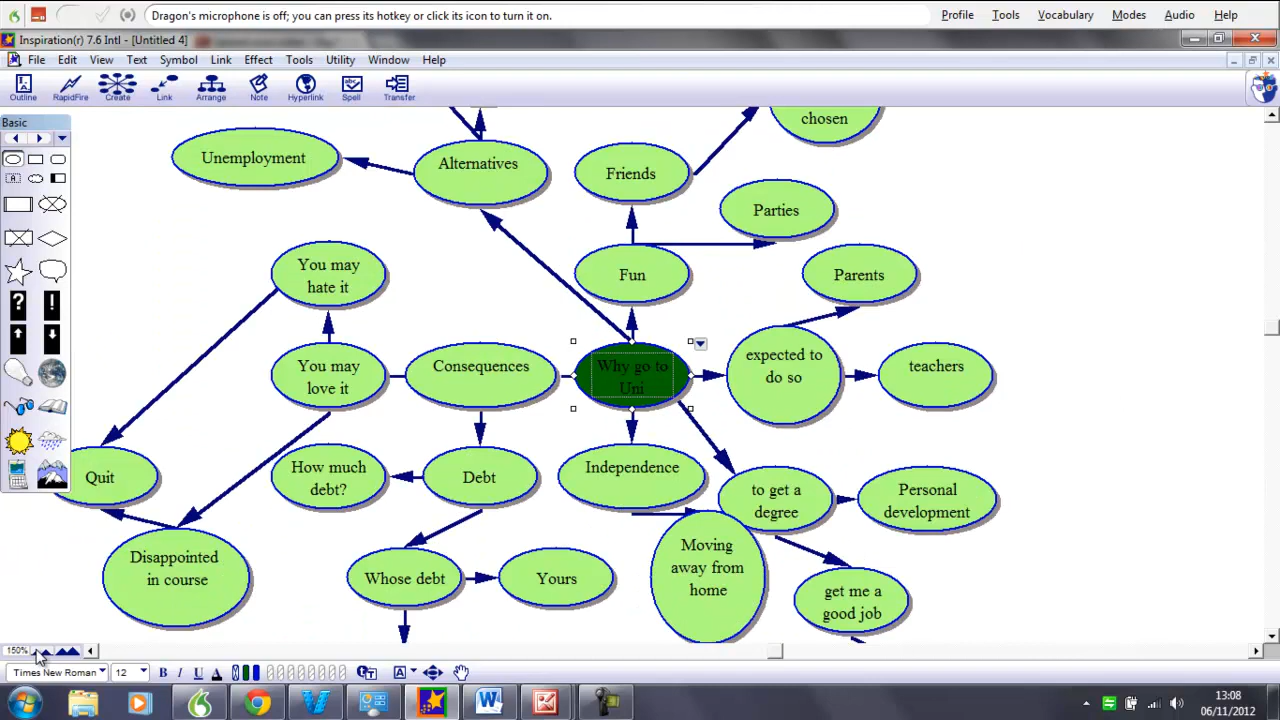 Dragon's microphone is off; you can press its hotkey or click its icon to turn it on.
Profile Tools Vocabulary Modes Audio Help
Inspiration(r) 7.6 Intl - [Untitled 4]
File Edit View Text Symbol Link Effect Tools Utility Window Help
Outline RapidFire Create Link Arrange Note Hyperlink Spell Transfer
Basic
chosen
Unemployment
Alternatives
Friends
Parties
You may
hate it
Fun
Parents
You may
love it
Consequences
Why go to
Uni
expected to
do so
teachers
Quit
How much
debt?
Debt
Independence
to get a
degree
Personal
development
Disappointed
in course
Whose debt
Yours
Moving
away from
home
get me a
good job
150%
Times New Roman 12 B I U A
13:08
06/11/2012